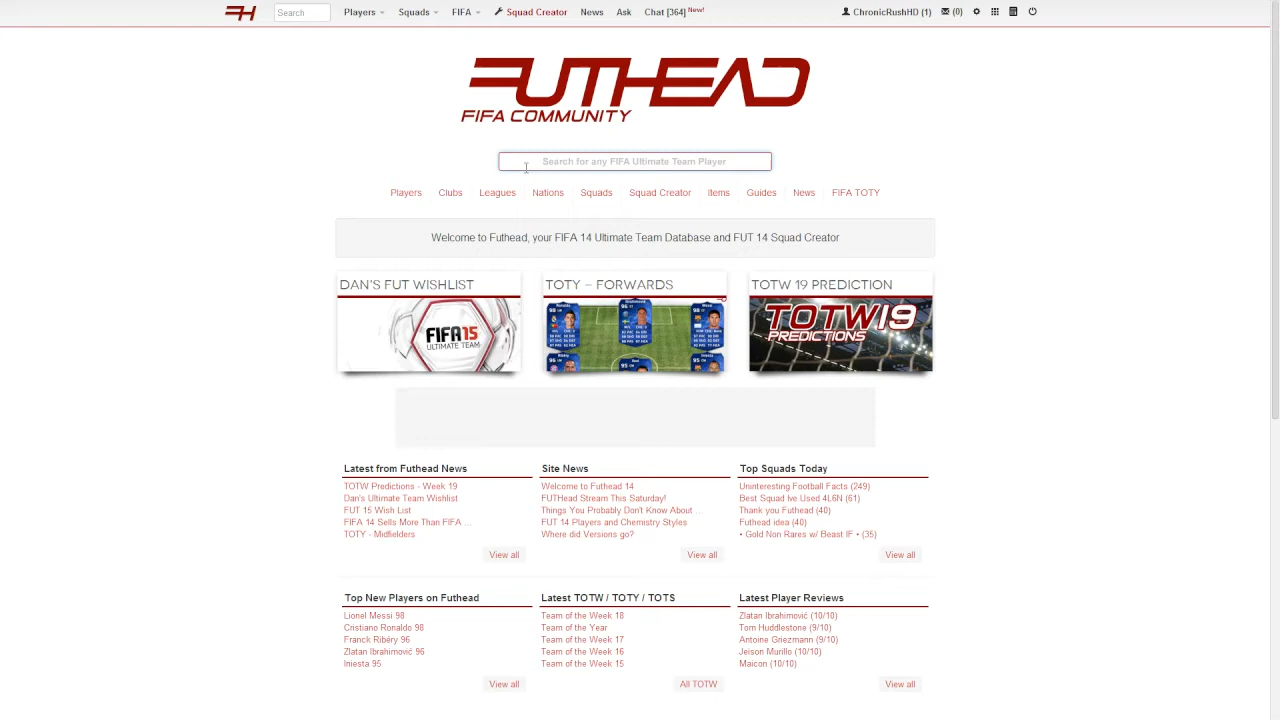 Search
Players
Squads
FIFA
Squad Creator
News
Ask
Chat [364] New!
ChronicRushHD (1)
(0)
FUTHEAD
FIFA COMMUNITY
Search for any FIFA Ultimate Team Player
Players
Clubs
Leagues
Nations
Squads
Squad Creator
Items
Guides
News
FIFA TOTY
Welcome to Futhead, your FIFA 14 Ultimate Team Database and FUT 14 Squad Creator
DAN'S FUT WISHLIST
FIFA15
ULTIMATE TEAM
TOTY – FORWARDS
TOTW 19 PREDICTION
TOTW19
PREDICTIONS
Latest from Futhead News
TOTW Predictions - Week 19
Dan's Ultimate Team Wishlist
FUT 15 Wish List
FIFA 14 Sells More Than FIFA ...
TOTY - Midfielders
View all
Site News
Welcome to Futhead 14
FUTHead Stream This Saturday!
Things You Probably Don't Know About ...
FUT 14 Players and Chemistry Styles
Where did Versions go?
View all
Top Squads Today
Uninteresting Football Facts (249)
Best Squad Ive Used 4L6N (61)
Thank you Futhead (40)
Futhead idea (40)
• Gold Non Rares w/ Beast IF • (35)
View all
Top New Players on Futhead
Lionel Messi 98
Cristiano Ronaldo 98
Franck Ribéry 96
Zlatan Ibrahimović 96
Iniesta 95
View all
Latest TOTW / TOTY / TOTS
Team of the Week 18
Team of the Year
Team of the Week 17
Team of the Week 16
Team of the Week 15
All TOTW
Latest Player Reviews
Zlatan Ibrahimović (10/10)
Tom Huddlestone (9/10)
Antoine Griezmann (9/10)
Jeison Murillo (10/10)
Maicon (10/10)
View all